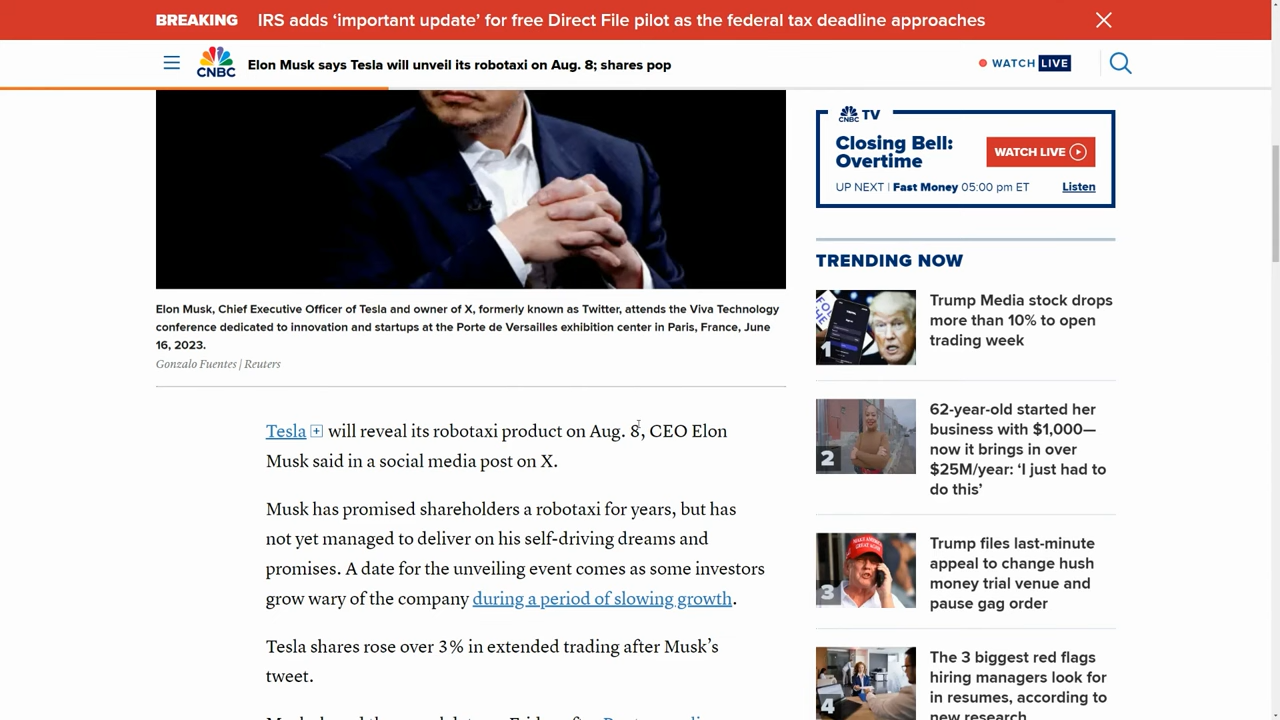 BREAKING IRS adds ‘important update’ for free Direct File pilot as the federal tax deadline approaches
CNBC Elon Musk says Tesla will unveil its robotaxi on Aug. 8; shares pop
WATCH LIVE
Elon Musk, Chief Executive Officer of Tesla and owner of X, formerly known as Twitter, attends the Viva Technology
conference dedicated to innovation and startups at the Porte de Versailles exhibition center in Paris, France, June
16, 2023.
Gonzalo Fuentes | Reuters
Tesla will reveal its robotaxi product on Aug. 8, CEO Elon
Musk said in a social media post on X.
Musk has promised shareholders a robotaxi for years, but has
not yet managed to deliver on his self-driving dreams and
promises. A date for the unveiling event comes as some investors
grow wary of the company during a period of slowing growth.
Tesla shares rose over 3% in extended trading after Musk’s
tweet.
CNBC TV
Closing Bell:
Overtime
WATCH LIVE
UP NEXT | Fast Money 05:00 pm ET
Listen
TRENDING NOW
1
Trump Media stock drops
more than 10% to open
trading week
2
62-year-old started her
business with $1,000—
now it brings in over
$25M/year: ‘I just had to
do this’
3
Trump files last-minute
appeal to change hush
money trial venue and
pause gag order
4
The 3 biggest red flags
hiring managers look for
in resumes, according to
new research